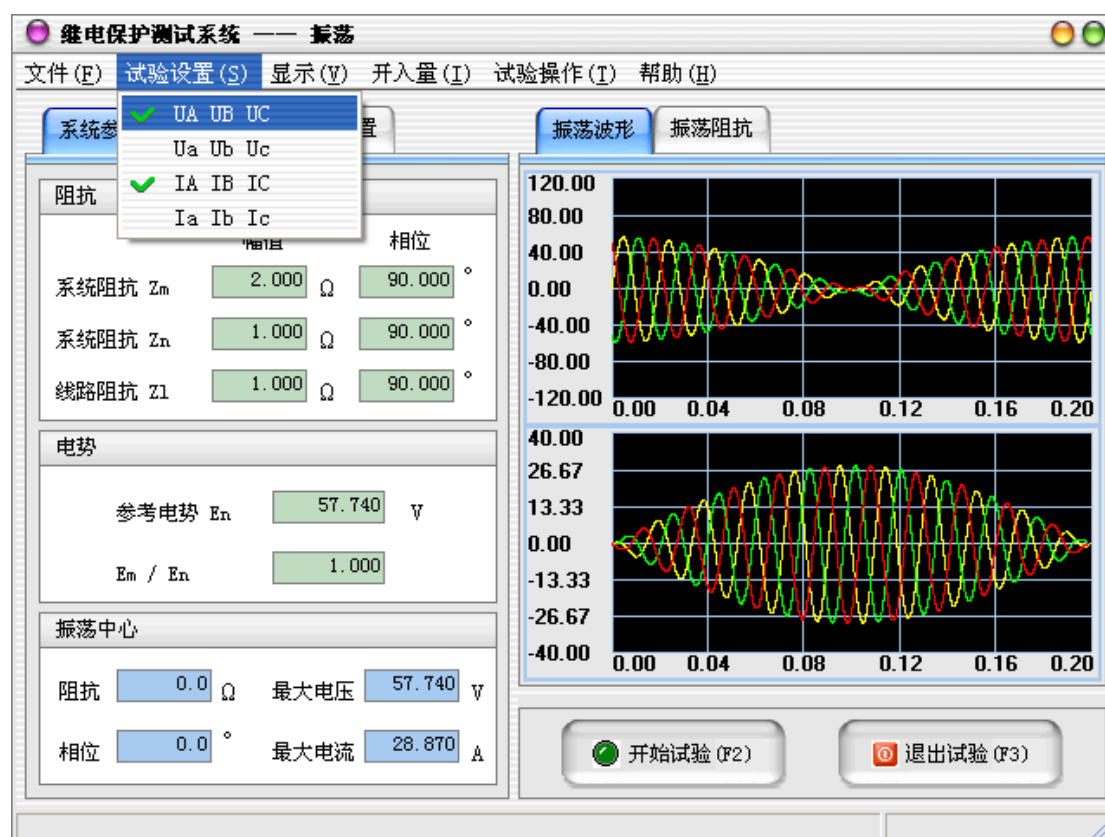 继电保护测试系统 —— 振荡
文件(F) 试验设置(S) 显示(V) 开入量(I) 试验操作(T) 帮助(H)
UA UB UC
Ua Ub Uc
IA IB IC
Ia Ib Ic
系统参
置
阻抗
幅值 相位
系统阻抗 Zm 2.000 Ω 90.000 °
系统阻抗 Zn 1.000 Ω 90.000 °
线路阻抗 Zl 1.000 Ω 90.000 °
电势
参考电势 En 57.740 V
Em / En 1.000
振荡中心
阻抗 0.0 Ω 最大电压 57.740 V
相位 0.0 ° 最大电流 28.870 A
振荡波形 振荡阻抗
120.00
80.00
40.00
0.00
-40.00
-80.00
-120.00
0.00 0.04 0.08 0.12 0.16 0.20
40.00
26.67
13.33
0.00
-13.33
-26.67
-40.00
0.00 0.04 0.08 0.12 0.16 0.20
开始试验(F2) 退出试验(F3)